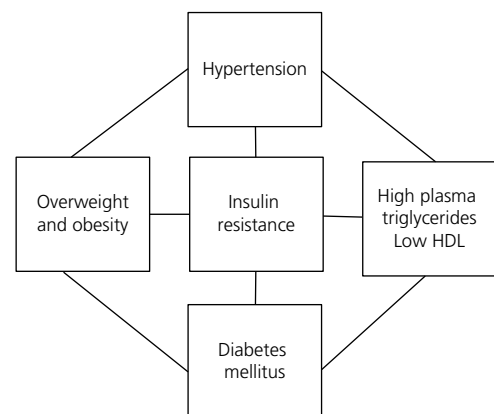 Hypertension
Overweight
and obesity
Insulin
resistance
High plasma
triglycerides
Low HDL
Diabetes
mellitus